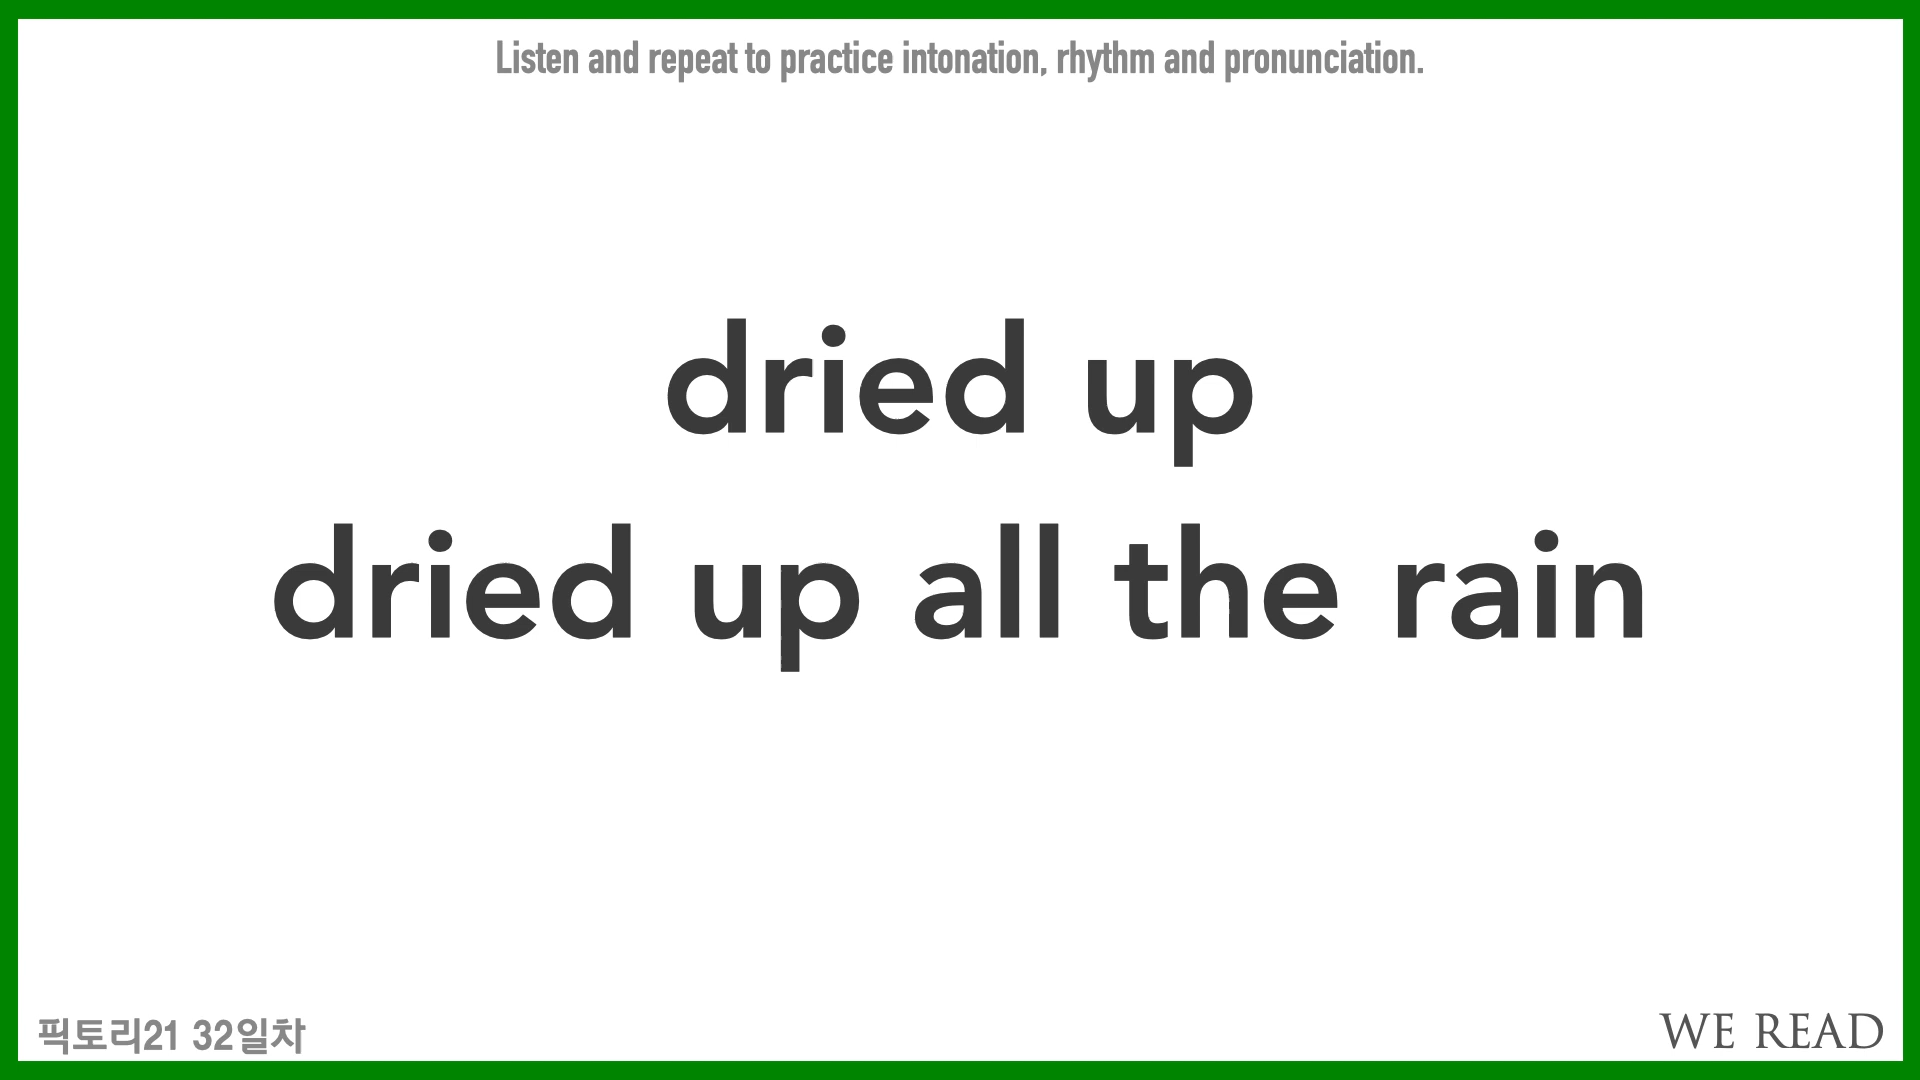 Listen and repeat to practice intonation, rhythm and pronunciation.
dried up
dried up all the rain
픽토리21 32일차
WE READ